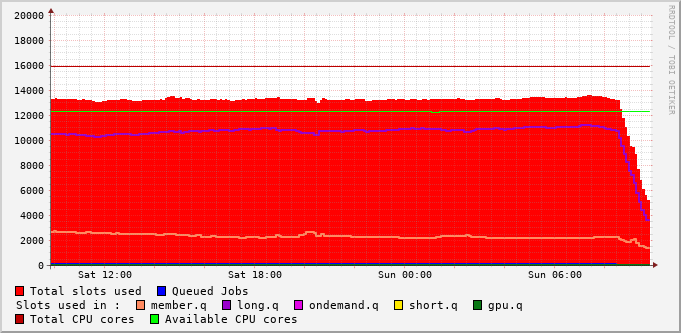 20000
18000
16000
14000
12000
10000
8000
6000
4000
2000
0
Sat 12:00 Sat 18:00 Sun 00:00 Sun 06:00
RRDTOOL / TOBI OETIKER
Total slots used Queued Jobs
Slots used in : member.q long.q ondemand.q short.q gpu.q
Total CPU cores Available CPU cores